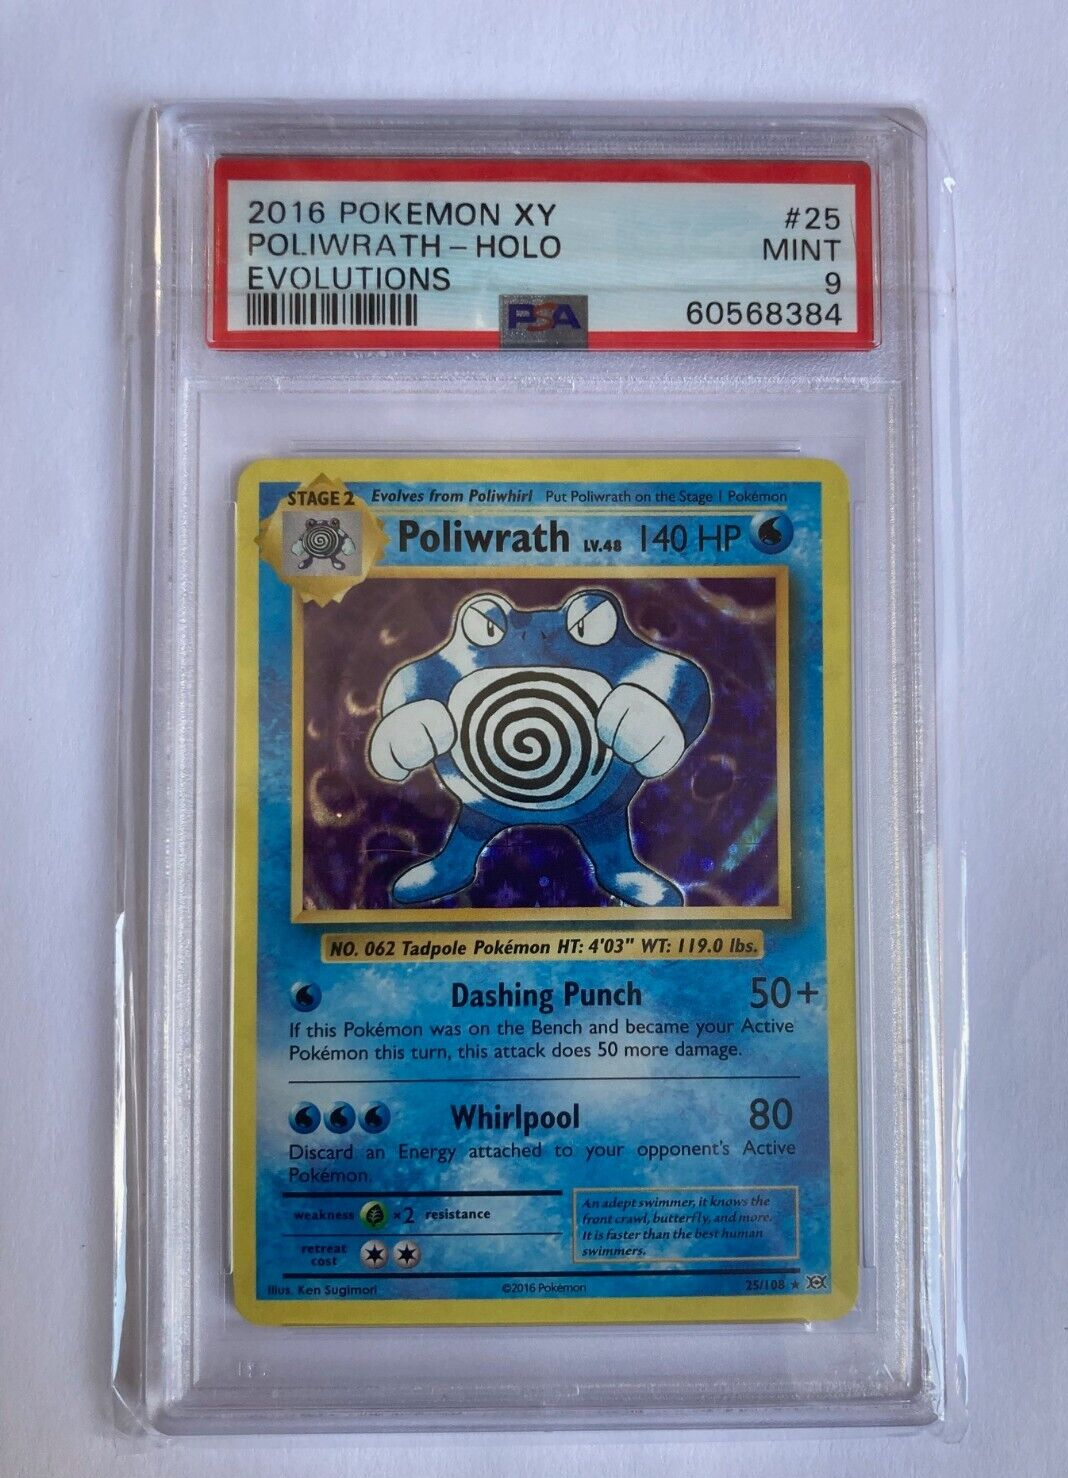 2016 POKEMON XY #25
POLIWRATH - HOLO MINT
EVOLUTIONS 9
PSA 60568384
STAGE 2 Evolves from Poliwhirl Put Poliwrath on the Stage 1 Pokémon
Poliwrath LV.48 140 HP
NO. 062 Tadpole Pokémon HT: 4'03" WT: 119.0 lbs.
Dashing Punch 50+
If this Pokémon was on the Bench and became your Active
Pokémon this turn, this attack does 50 more damage.
Whirlpool 80
Discard an Energy attached to your opponent's Active
Pokémon.
weakness ×2 resistance
retreat
cost
An adept swimmer, it knows the
front crawl, butterfly, and more.
It is faster than the best human
swimmers.
Illus. Ken Sugimori ©2016 Pokémon 25/108 ★